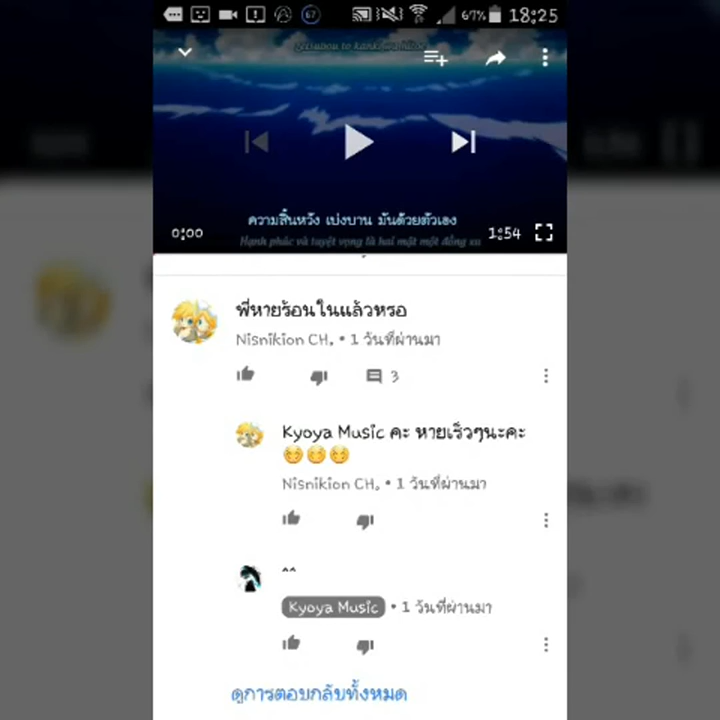 67
67% 18:25
ความสิ้นหวัง เบ่งบาน มันด้วยตัวเอง
0:00 1:54
Hạnh phúc và tuyệt vọng là hai mặt một đồng xu
พี่หายร้อนในแล้วหรอ
Nisnikion CH. • 1 วันที่ผ่านมา
3
Kyoya Music คะ หายเร็วๆนะคะ
Nisnikion CH. • 1 วันที่ผ่านมา
^^
Kyoya Music • 1 วันที่ผ่านมา
ดูการตอบกลับทั้งหมด